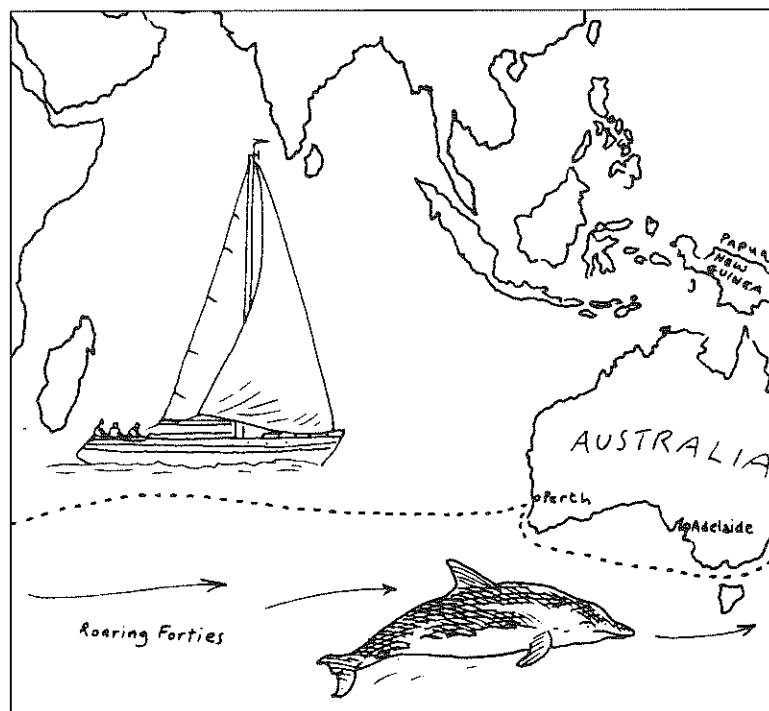 PAPUA
NEW
GUINEA
AUSTRALIA
Perth
Adelaide
Roaring Forties